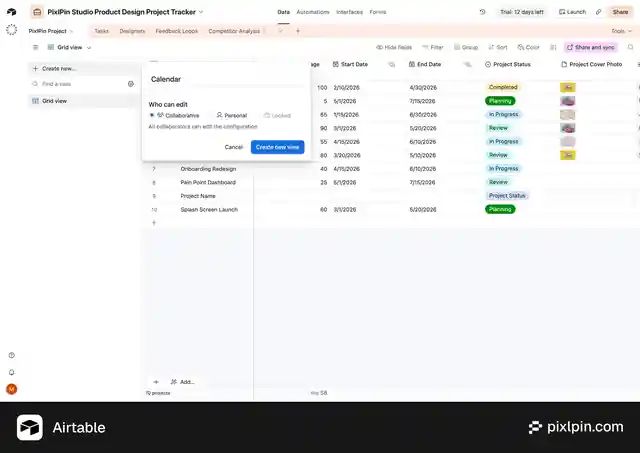 PixlPin Studio Product Design Project Tracker
Data Automations Interfaces Forms
Trial: 12 days left
Launch
Share
PixlPin Project Tasks Designers Feedback Loops Competitor Analysis
Tools
Grid view
Hide fields Filter Group Sort Color Share and sync
Create new...
Find a view
Grid view
Calendar
Who can edit
Collaborative Personal Locked
All collaborators can edit the configuration
Cancel Create new view
age Start Date End Date Project Status Project Cover Photo
100 2/10/2026 4/30/2026 Completed
5 5/1/2026 7/15/2026 Planning
65 1/15/2026 6/30/2026 In Progress
90 3/1/2026 5/20/2026 Review
55 4/15/2026 6/10/2026 In Progress
80 3/20/2026 5/10/2026 Review
7 Onboarding Redesign 40 4/1/2026 6/10/2026 In Progress
8 Pain Point Dashboard 25 5/1/2026 7/15/2026 Review
9 Project Name Project Status
10 Splash Screen Launch 60 3/1/2026 5/20/2026 Planning
Add...
10 projects
Avg 58
M
Airtable
pixlpin.com